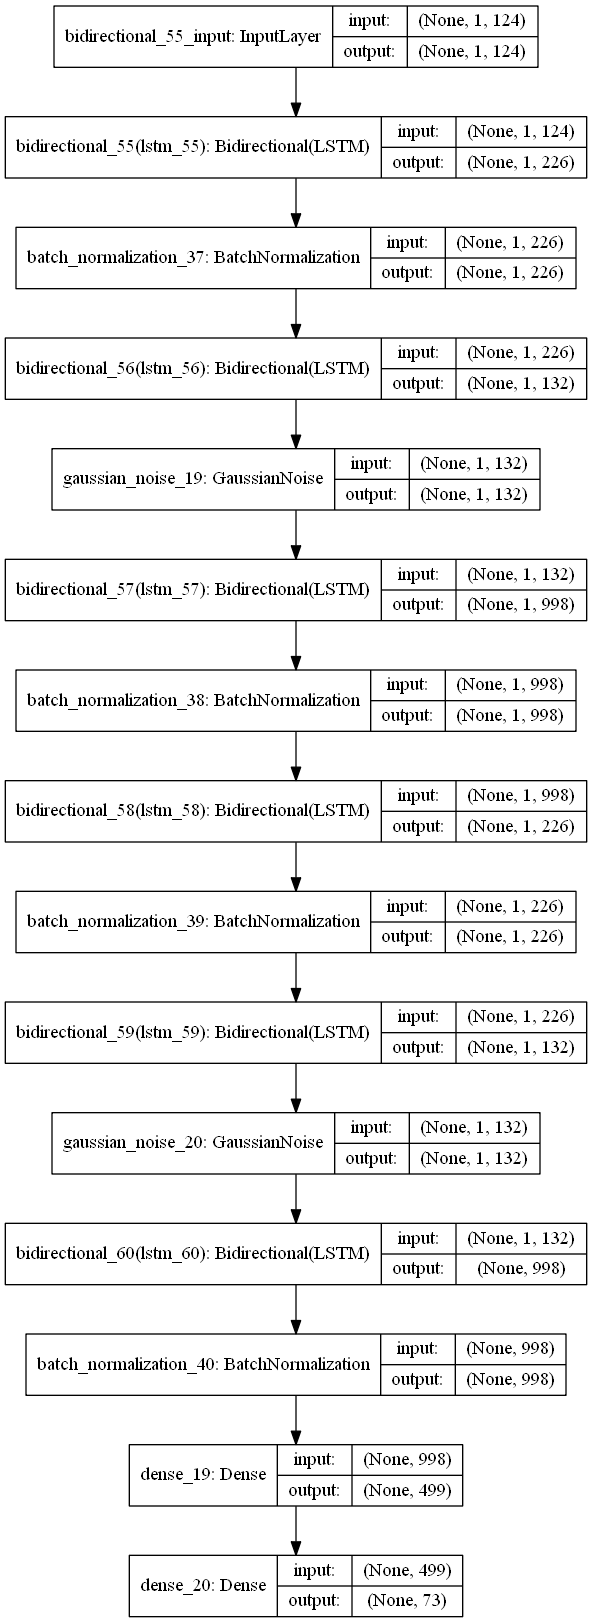 bidirectional_55_input: InputLayer
input: (None, 1, 124)
output: (None, 1, 124)
bidirectional_55(lstm_55): Bidirectional(LSTM)
input: (None, 1, 124)
output: (None, 1, 226)
batch_normalization_37: BatchNormalization
input: (None, 1, 226)
output: (None, 1, 226)
bidirectional_56(lstm_56): Bidirectional(LSTM)
input: (None, 1, 226)
output: (None, 1, 132)
gaussian_noise_19: GaussianNoise
input: (None, 1, 132)
output: (None, 1, 132)
bidirectional_57(lstm_57): Bidirectional(LSTM)
input: (None, 1, 132)
output: (None, 1, 998)
batch_normalization_38: BatchNormalization
input: (None, 1, 998)
output: (None, 1, 998)
bidirectional_58(lstm_58): Bidirectional(LSTM)
input: (None, 1, 998)
output: (None, 1, 226)
batch_normalization_39: BatchNormalization
input: (None, 1, 226)
output: (None, 1, 226)
bidirectional_59(lstm_59): Bidirectional(LSTM)
input: (None, 1, 226)
output: (None, 1, 132)
gaussian_noise_20: GaussianNoise
input: (None, 1, 132)
output: (None, 1, 132)
bidirectional_60(lstm_60): Bidirectional(LSTM)
input: (None, 1, 132)
output: (None, 998)
batch_normalization_40: BatchNormalization
input: (None, 998)
output: (None, 998)
dense_19: Dense
input: (None, 998)
output: (None, 499)
dense_20: Dense
input: (None, 499)
output: (None, 73)